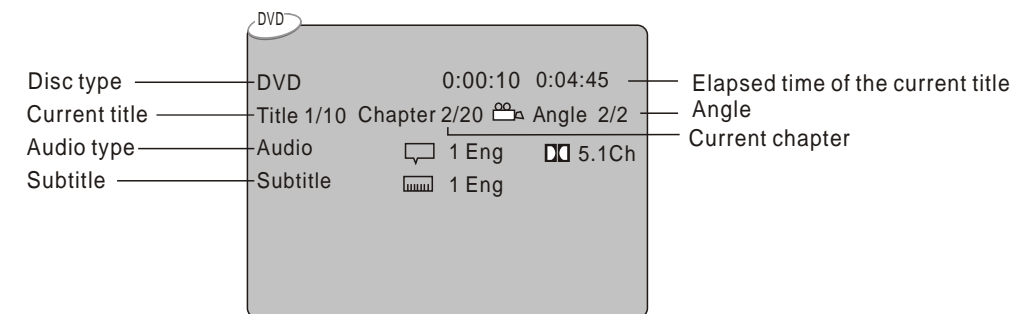 DVD
Disc type DVD 0:00:10 0:04:45 Elapsed time of the current title
Current title Title 1/10 Chapter 2/20 Angle 2/2 Angle
Current chapter
Audio type Audio 1 Eng 5.1Ch
Subtitle Subtitle 1 Eng